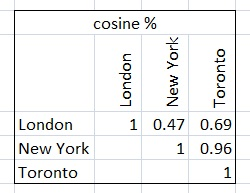 cosine %
London New York Toronto
London 1 0.47 0.69
New York 1 0.96
Toronto 1